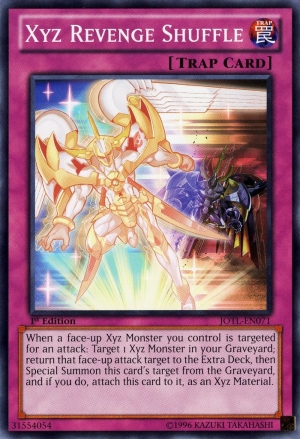 Xyz Revenge Shuffle
TRAP
罠
[Trap Card]
1st Edition
JOTL-EN071
When a face-up Xyz Monster you control is targeted
for an attack: Target 1 Xyz Monster in your Graveyard;
return that face-up attack target to the Extra Deck, then
Special Summon this card's target from the Graveyard,
and if you do, attach this card to it, as an Xyz Material.
31554054
©1996 KAZUKI TAKAHASHI